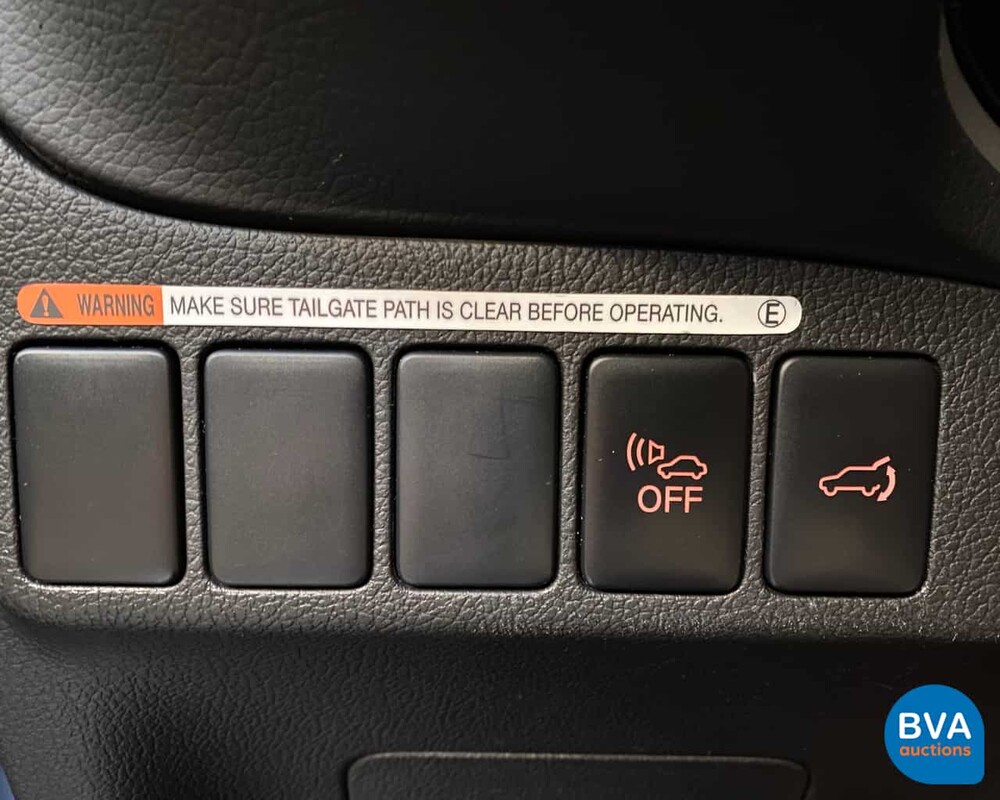 WARNING MAKE SURE TAILGATE PATH IS CLEAR BEFORE OPERATING. E
OFF
BVA
auctions